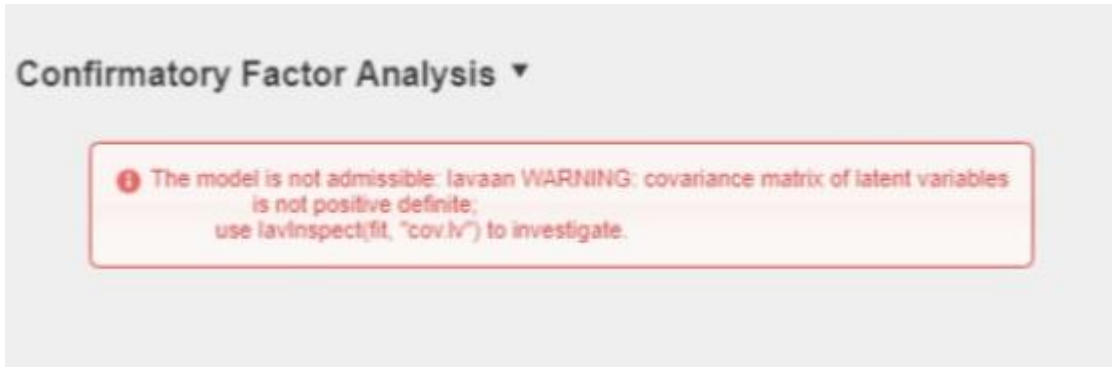 Confirmatory Factor Analysis ▼
The model is not admissible: lavaan WARNING: covariance matrix of latent variables
is not positive definite;
use lavInspect(fit, "cov.lv") to investigate.